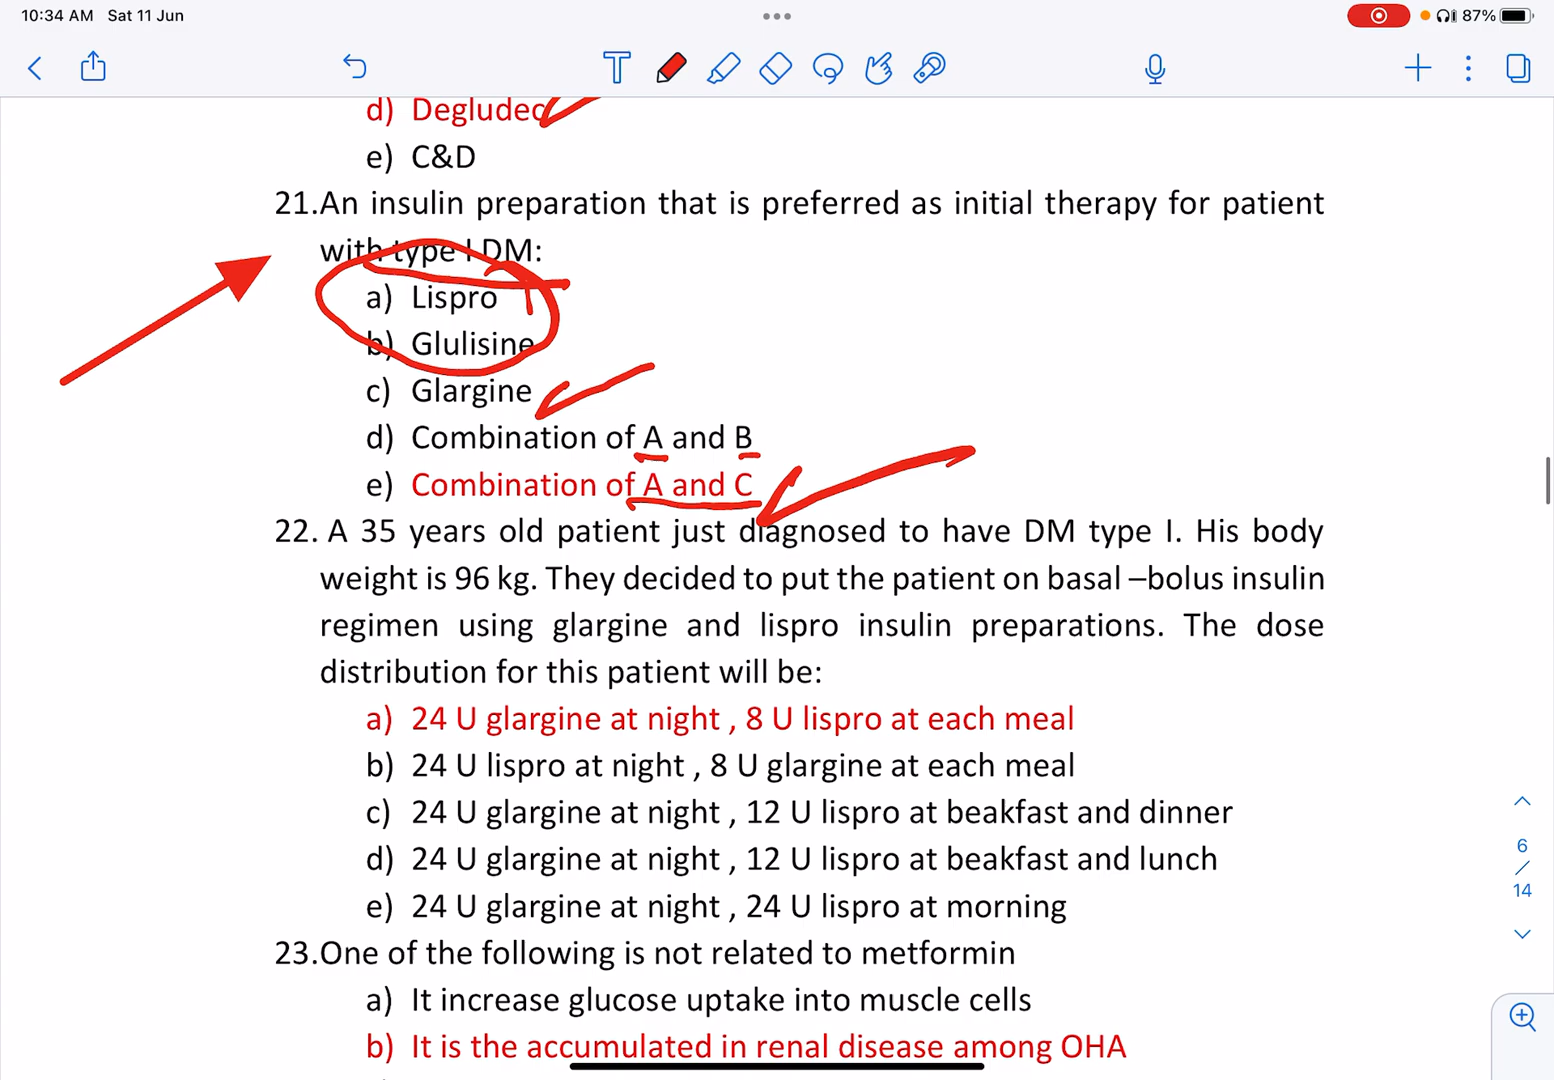 10:34 AM Sat 11 Jun
87%
d) Degludec
e) C&D
21.An insulin preparation that is preferred as initial therapy for patient
with type I DM:
a) Lispro
b) Glulisine
c) Glargine
d) Combination of A and B
e) Combination of A and C
22. A 35 years old patient just diagnosed to have DM type I. His body
weight is 96 kg. They decided to put the patient on basal –bolus insulin
regimen using glargine and lispro insulin preparations. The dose
distribution for this patient will be:
a) 24 U glargine at night , 8 U lispro at each meal
b) 24 U lispro at night , 8 U glargine at each meal
c) 24 U glargine at night , 12 U lispro at beakfast and dinner
d) 24 U glargine at night , 12 U lispro at beakfast and lunch
e) 24 U glargine at night , 24 U lispro at morning
23.One of the following is not related to metformin
a) It increase glucose uptake into muscle cells
b) It is the accumulated in renal disease among OHA
6
/
14